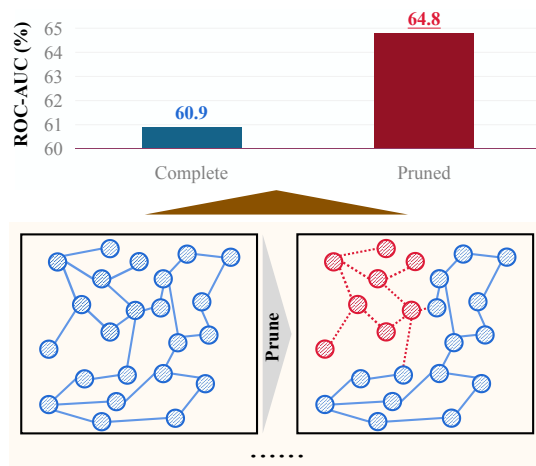 ROC-AUC (%)
65
64
63
62
61
60
60.9
64.8
Complete
Pruned
Prune
......